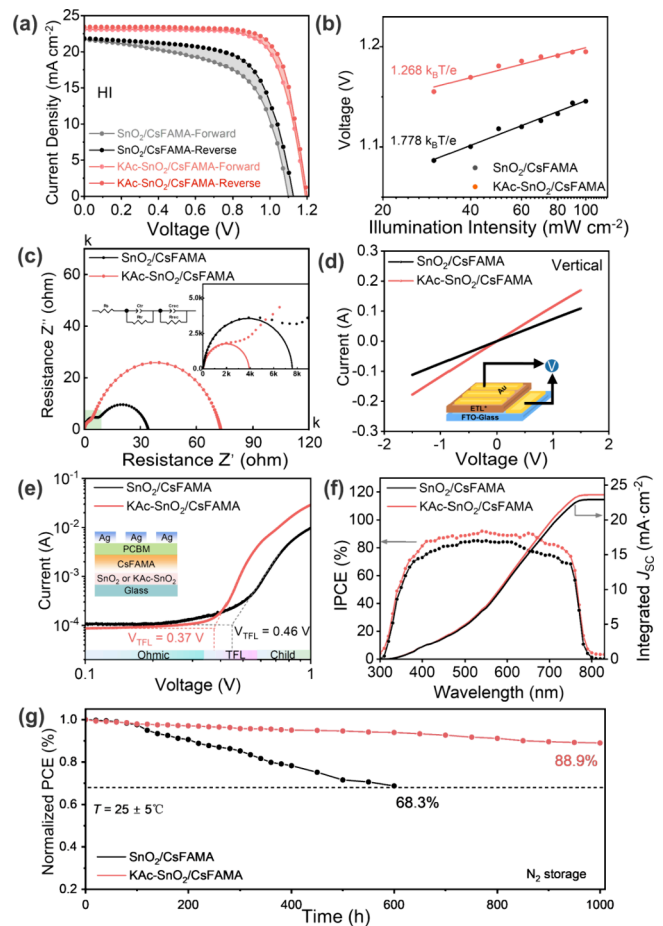 (a)
Current Density (mA cm-2)
25
20
15
10
5
0
HI
SnO2/CsFAMA-Forward
SnO2/CsFAMA-Reverse
KAc-SnO2/CsFAMA-Forward
KAc-SnO2/CsFAMA-Reverse
0.0 0.2 0.4 0.6 0.8 1.0 1.2
Voltage (V)
(b)
Voltage (V)
1.2
1.1
1.268 kBT/e
1.778 kBT/e
SnO2/CsFAMA
KAc-SnO2/CsFAMA
20 40 60 80 100
Illumination Intensity (mW cm-2)
(c)
k
Resistance Z'' (ohm)
60
40
20
0
SnO2/CsFAMA
KAc-SnO2/CsFAMA
5.0k
2.5k
0.0
0 2k 4k 6k 8k
k
0 30 60 90 120
Resistance Z' (ohm)
(d)
Current (A)
0.3
0.2
0.1
0.0
-0.1
-0.2
-0.3
SnO2/CsFAMA
KAc-SnO2/CsFAMA
Vertical
V
Au
ETL*
FTO-Glass
-2 -1 0 1 2
Voltage (V)
(e)
Current (A)
10-1
10-2
10-3
10-4
10-5
SnO2/CsFAMA
KAc-SnO2/CsFAMA
Ag Ag Ag
PCBM
CsFAMA
SnO2 or KAc-SnO2
Glass
VTFL = 0.37 V
VTFL = 0.46 V
Ohmic TFL Child
0.1 1
Voltage (V)
(f)
IPCE (%)
120
100
80
60
40
20
0
SnO2/CsFAMA
KAc-SnO2/CsFAMA
25
20
15
10
5
0
Integrated JSC (mA·cm-2)
300 400 500 600 700 800
Wavelength (nm)
(g)
Normalized PCE (%)
1.0
0.8
0.6
0.4
0.2
88.9%
68.3%
T = 25 ± 5℃
SnO2/CsFAMA
KAc-SnO2/CsFAMA
N2 storage
0 200 400 600 800 1000
Time (h)